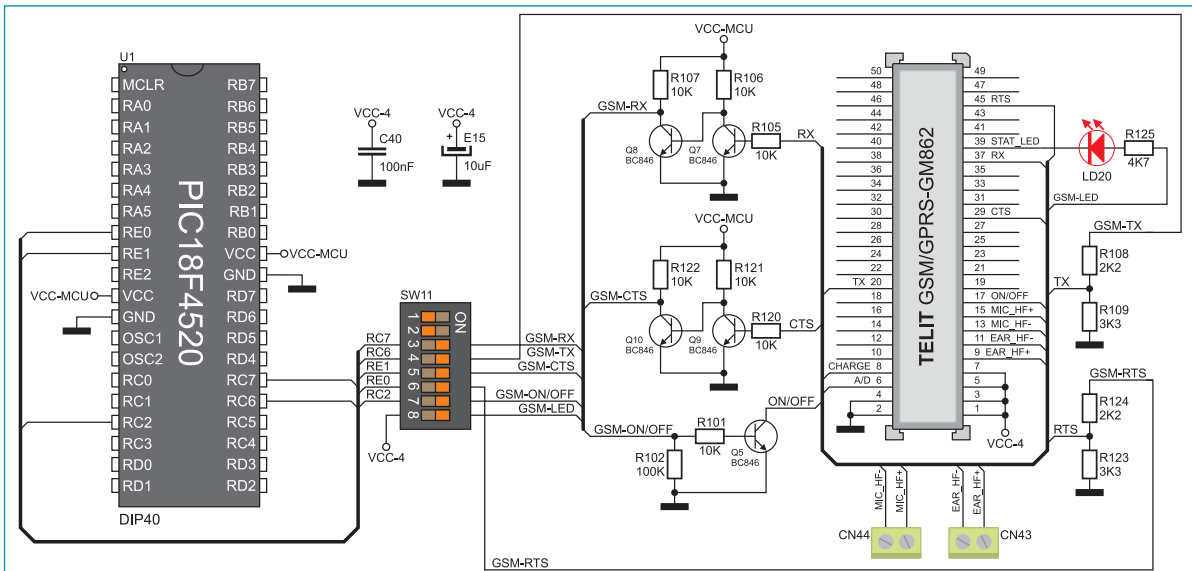 U1
MCLR RB7
RA0 RB6
RA1 RB5
RA2 RB4
RA3 RB3
RA4 RB2
RA5 RB1
RE0 RB0
RE1 VCC
RE2 GND
VCC RD7
GND RD6
OSC1 RD5
OSC2 RD4
RC0 RC7
RC1 RC6
RC2 RC5
RC3 RC4
RD0 RD3
RD1 RD2
PIC18F4520
DIP40
VCC-MCU
VCC-MCU
VCC-4
C40
100nF
VCC-4
+
E15
10uF
SW11
ON
1
2
3
4
5
6
7
8
RC7
RC6
RE1
RE0
RC2
VCC-4
GSM-RX
GSM-TX
GSM-CTS
GSM-ON/OFF
GSM-LED
GSM-RTS
VCC-MCU
R107
10K
R106
10K
GSM-RX
R105
10K
RX
Q8
BC846
Q7
BC846
VCC-MCU
R122
10K
R121
10K
GSM-CTS
R120
10K
CTS
Q10
BC846
Q9
BC846
GSM-ON/OFF
R101
10K
R102
100K
Q5
BC846
ON/OFF
TELIT GSM/GPRS-GM862
50 49
48 47
46 45 RTS
44 43
42 41
40 39 STAT_LED
38 37 RX
36 35
34 33
32 31
30 29 CTS
28 27
26 25
24 23
22 21
TX 20 19
18 17 ON/OFF
16 15 MIC_HF+
14 13 MIC_HF-
12 11 EAR_HF-
10 9 EAR_HF+
CHARGE 8 7
A/D 6 5
4 3
2 1
VCC-4
LD20
R125
4K7
GSM-LED
GSM-TX
R108
2K2
TX
R109
3K3
GSM-RTS
R124
2K2
RTS
R123
3K3
MIC_HF-
MIC_HF+
EAR_HF-
EAR_HF+
CN44
CN43